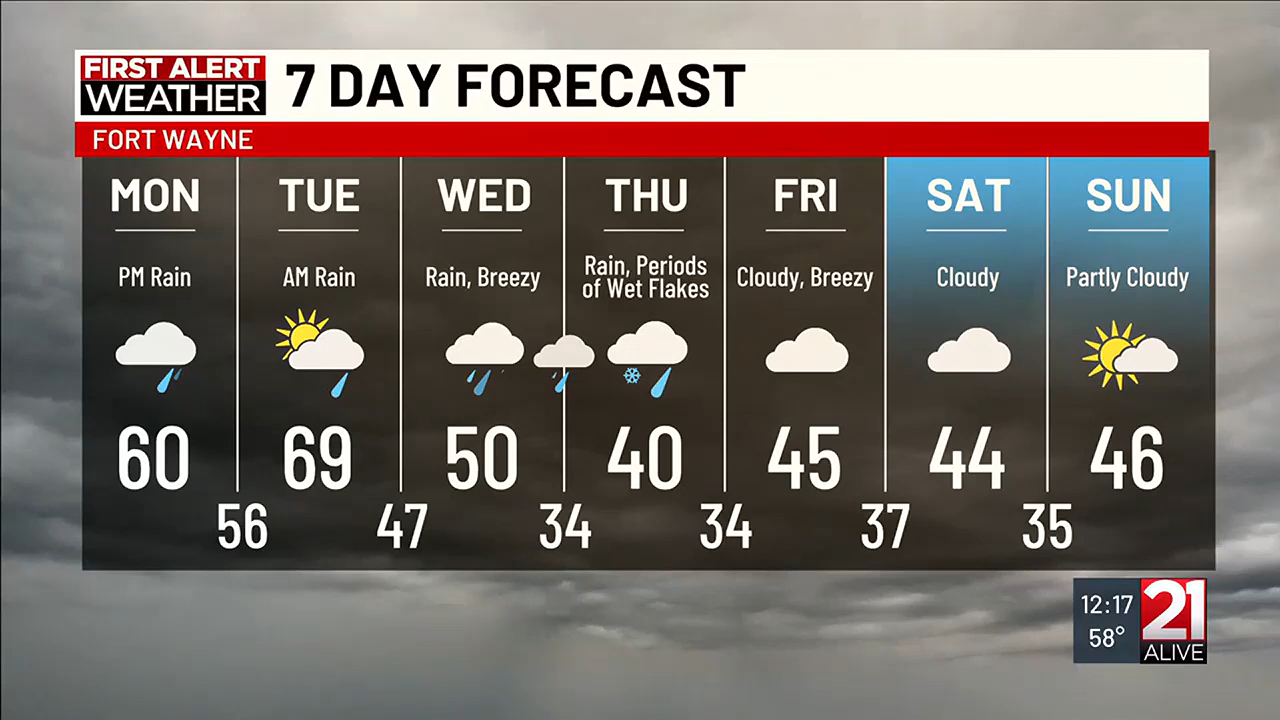 FIRST ALERT
WEATHER
7 DAY FORECAST
FORT WAYNE
MON TUE WED THU FRI SAT SUN
PM Rain AM Rain Rain, Breezy Rain, Periods of Wet Flakes Cloudy, Breezy Cloudy Partly Cloudy
60 69 50 40 45 44 46
56 47 34 34 37 35
12:17
58°
21
ALIVE